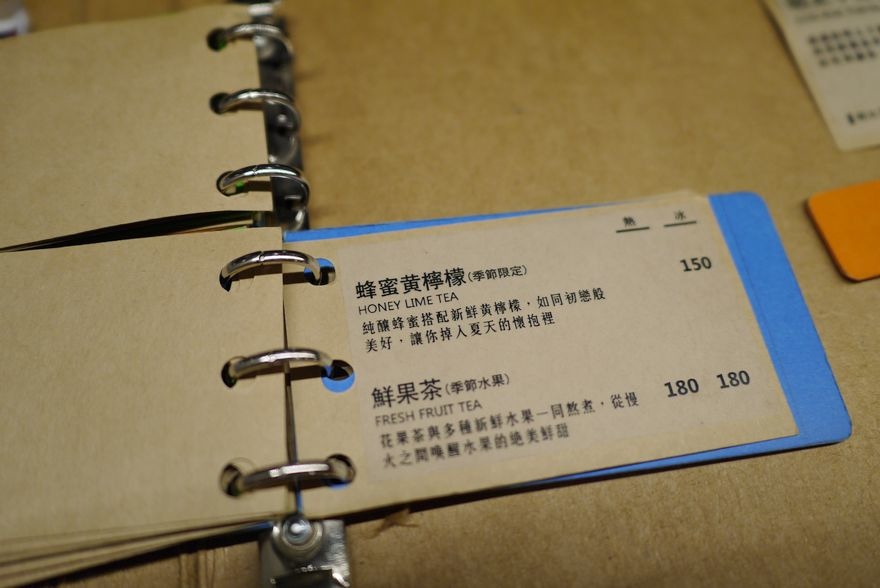 熱 冰
蜂蜜黃檸檬(季節限定) 150
HONEY LIME TEA
純釀蜂蜜搭配新鮮黃檸檬，如同初戀般
美好，讓你掉入夏天的懷抱裡
鮮果茶(季節水果) 180 180
FRESH FRUIT TEA
花果茶與多種新鮮水果一同熬煮，從慢
火之間喚醒水果的絕美鮮甜